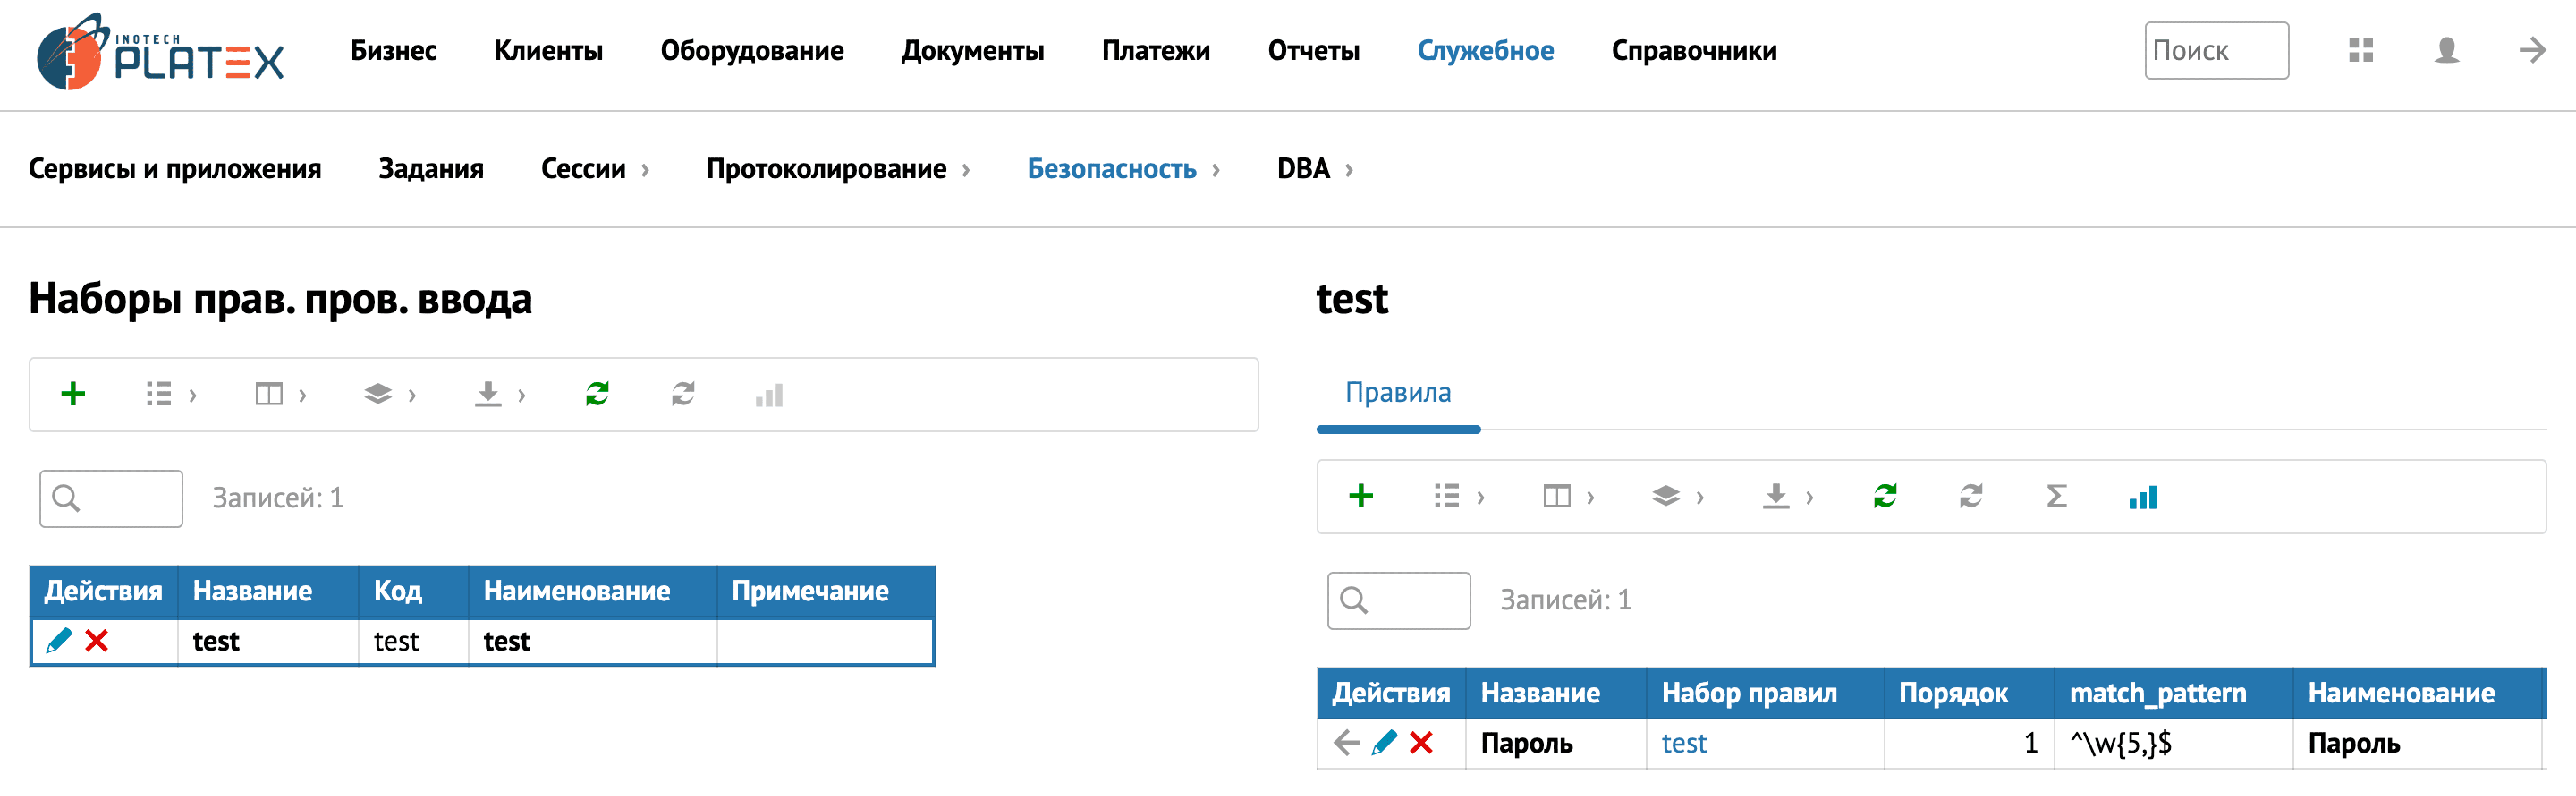 INOTECH
PLATEX
Бизнес Клиенты Оборудование Документы Платежи Отчеты Служебное Справочники Поиск
Сервисы и приложения Задания Сессии › Протоколирование › Безопасность › DBA ›
Наборы прав. пров. ввода
Записей: 1
Действия Название Код Наименование Примечание
test test test
test
Правила
Записей: 1
Действия Название Набор правил Порядок match_pattern Наименование
Пароль test 1 ^\w{5,}$ Пароль